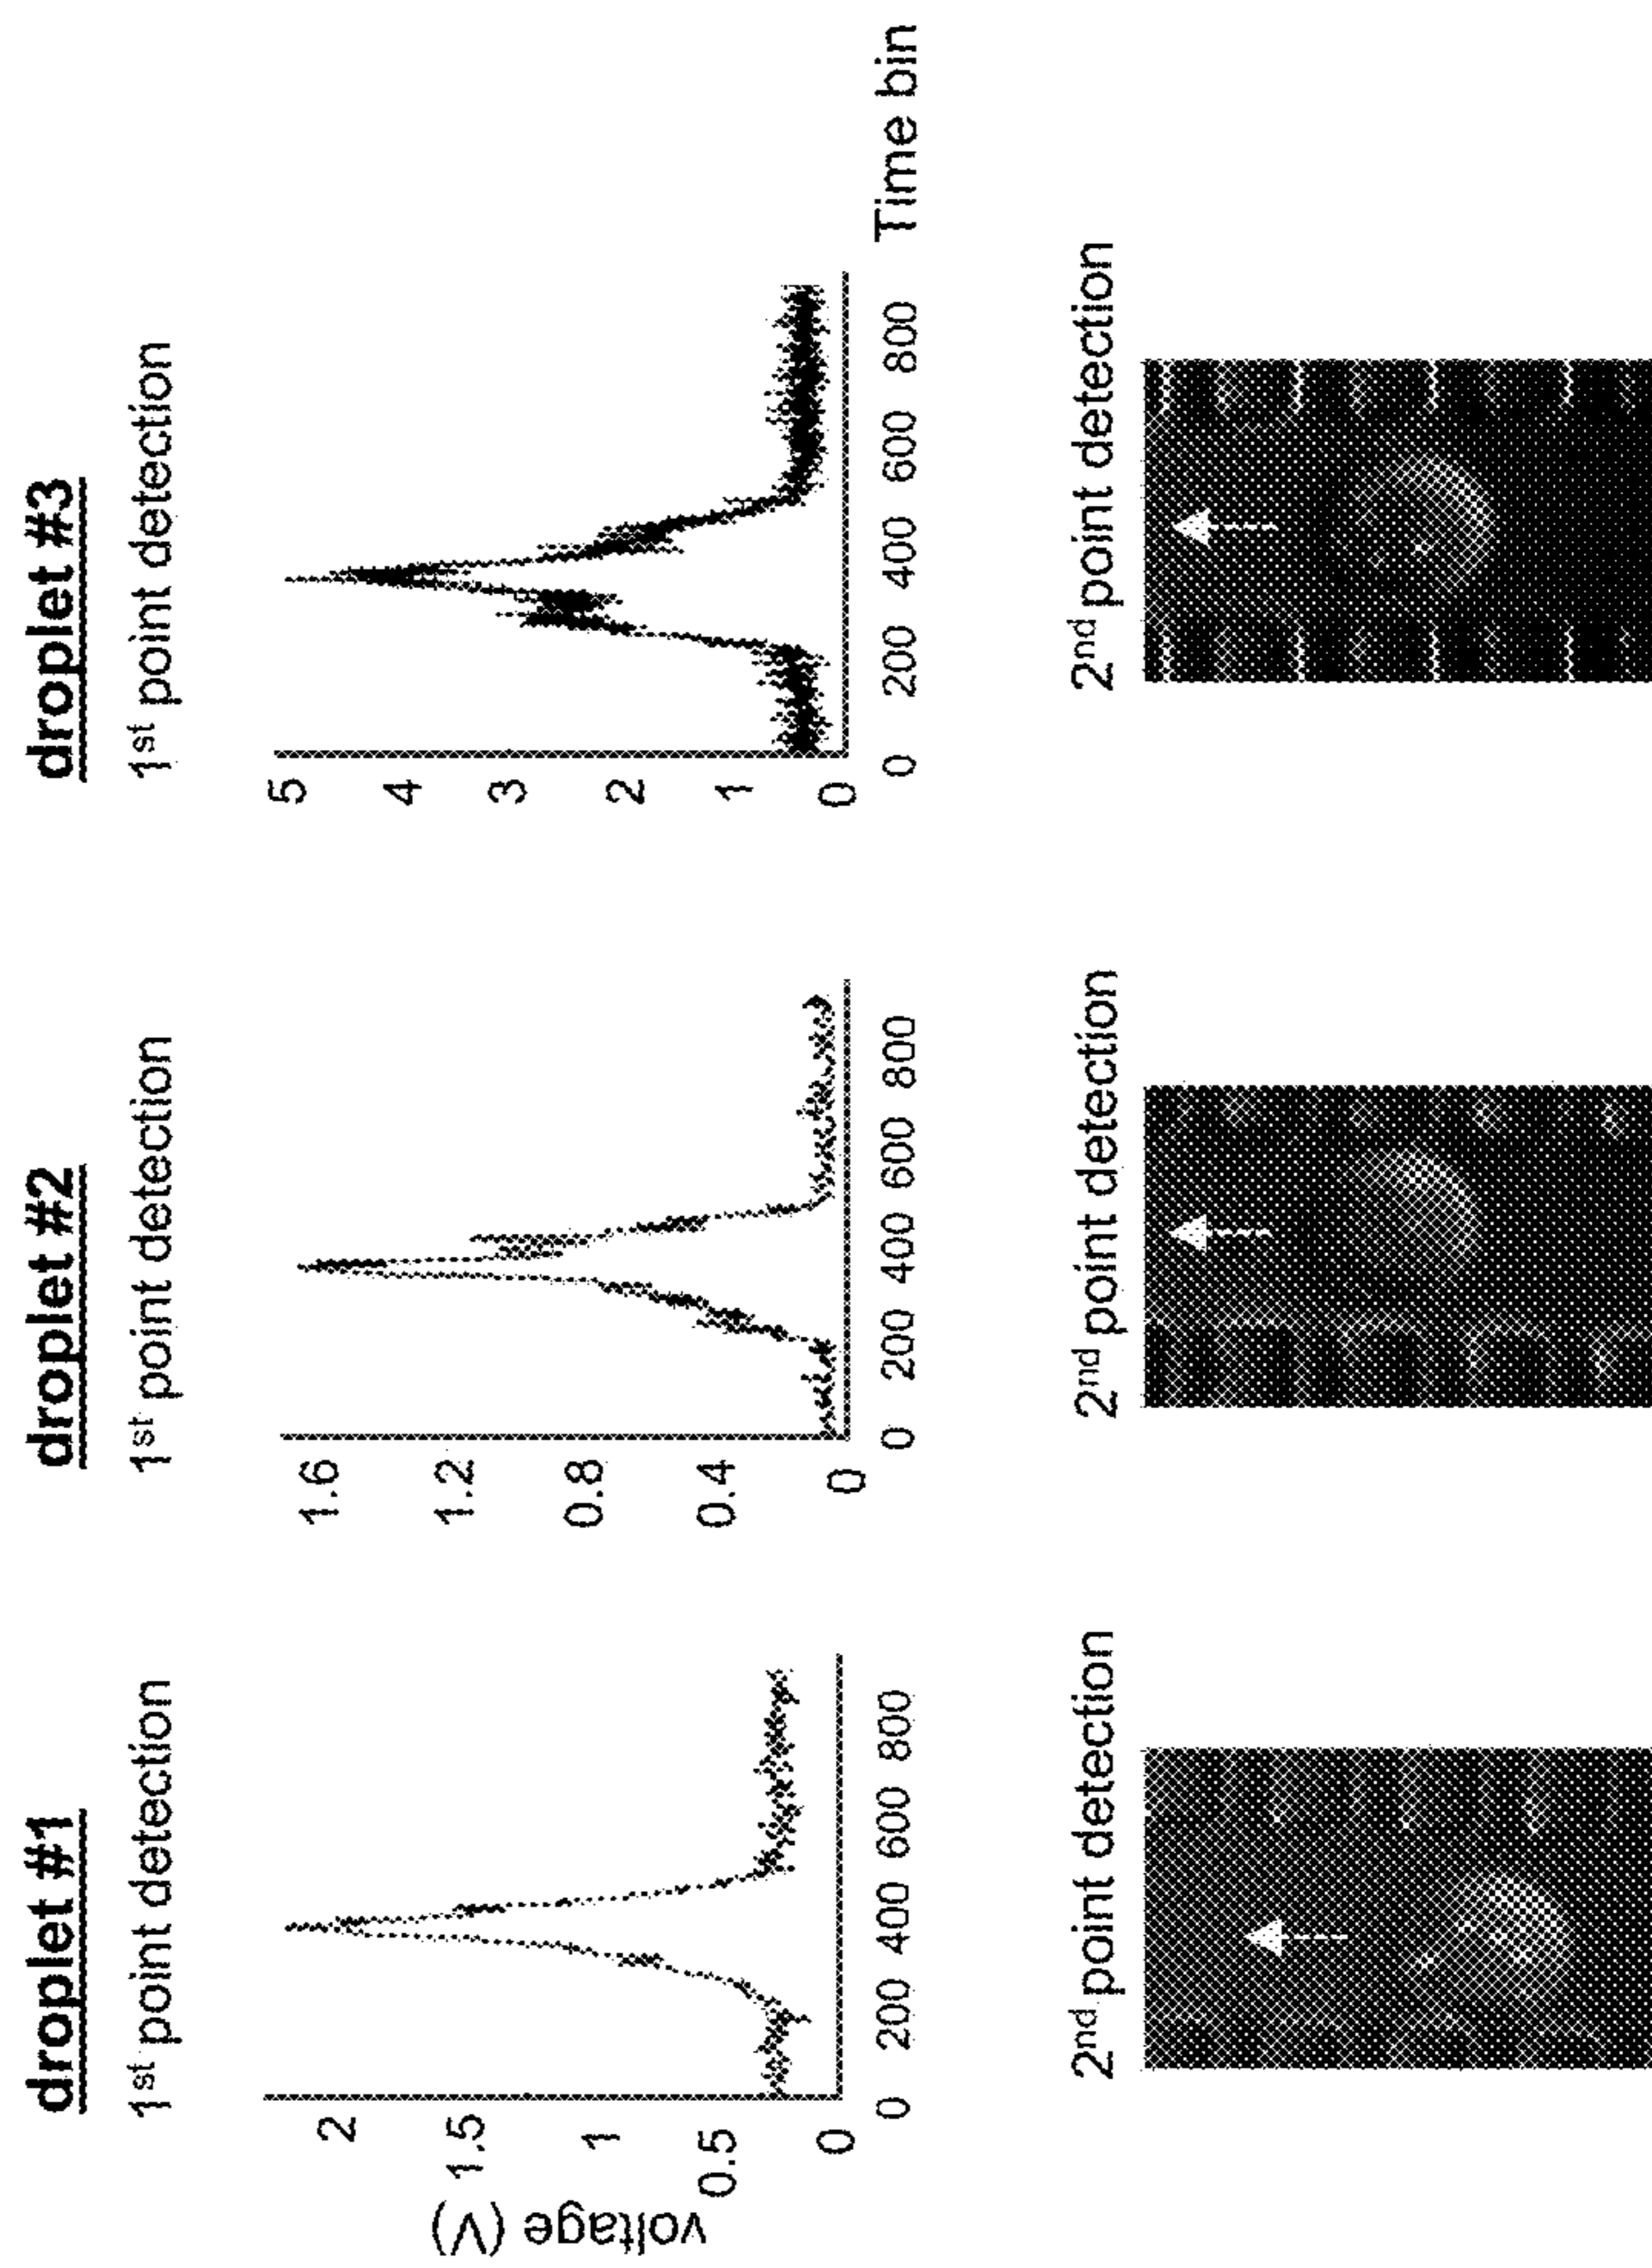 droplet #1
1st point detection
voltage (V)
2
1.5
1
0.5
0
0 200 400 600 800
2nd point detection
droplet #2
1st point detection
1.6
1.2
0.8
0.4
0
0 200 400 600 800
2nd point detection
droplet #3
1st point detection
5
4
3
2
1
0
0 200 400 600 800
Time bin
2nd point detection